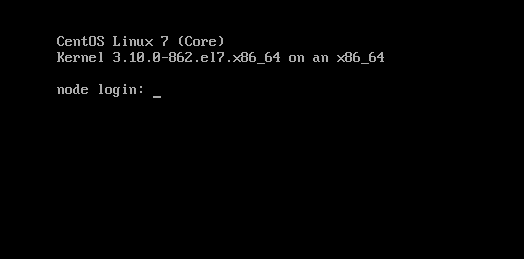 CentOS Linux 7 (Core)
Kernel 3.10.0-862.el7.x86_64 on an x86_64
node login: _